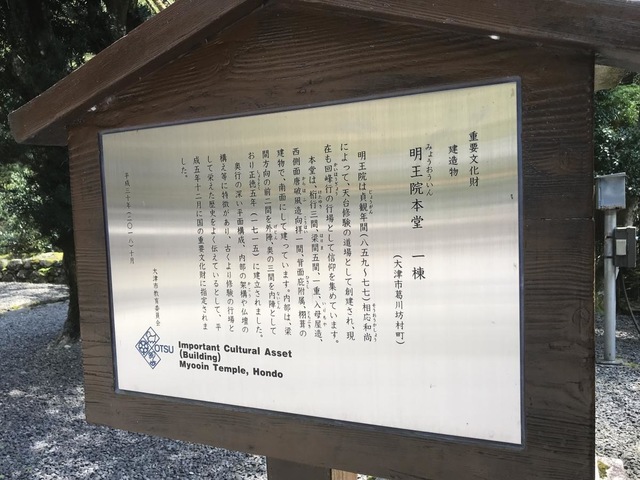 重要文化財
建造物
明王院本堂 一棟
みょうおういん
(大津市葛川坊村町)
明王院は貞観年間(八五九~七七)相応和尚
によって、天台修験の道場として創建され、現
在も回峰行の行場として信仰を集めています。
本堂は、桁行三間、梁間五間、一重、入母屋造、
西側面唐破風造向拝一間、背面庇附属、栩葺の
建物で、南面にして建っています。内部は、梁
間方向の前二間を外陣、奥の三間を内陣として
おり正徳五年(一七一五)に建立されました。
奥行の深い平面構成、内部の架構や仏壇の
構え等に特徴があり、古くより修験の行場と
して栄えた歴史をよく伝えているとして、平
成五年十二月に国の重要文化財に指定されま
した。
平成三十年(二〇一八)十月
大津市教育委員会
OTSU
Important Cultural Asset
(Building)
Myooin Temple, Hondo